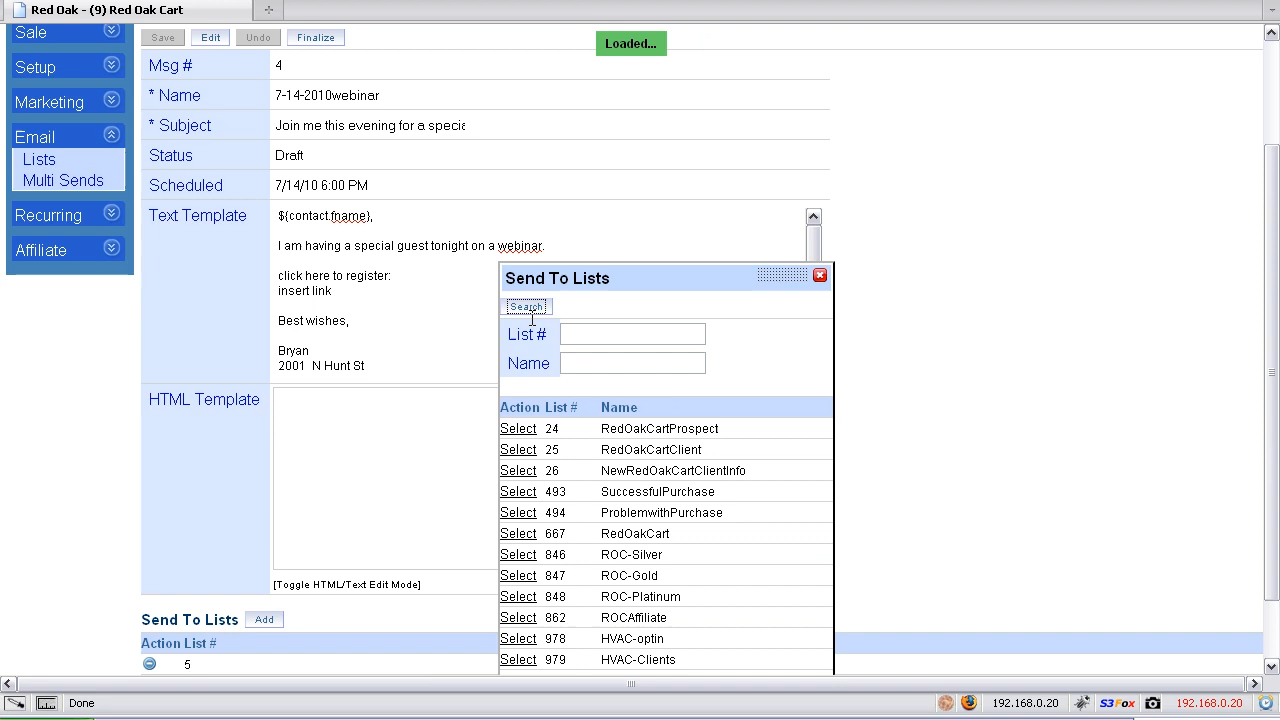 Red Oak - (9) Red Oak Cart
Sale
Setup
Marketing
Email
Lists
Multi Sends
Recurring
Affiliate
Save Edit Undo Finalize
Loaded...
Msg # 4
* Name 7-14-2010webinar
* Subject Join me this evening for a specia
Status Draft
Scheduled 7/14/10 6:00 PM
Text Template ${contact.fname},
I am having a special guest tonight on a webinar.
click here to register:
insert link
Best wishes,
Bryan
2001 N Hunt St
HTML Template
[Toggle HTML/Text Edit Mode]
Send To Lists Add
Action List #
5
Send To Lists
Search
List #
Name
Action List # Name
Select 24 RedOakCartProspect
Select 25 RedOakCartClient
Select 26 NewRedOakCartClientInfo
Select 493 SuccessfulPurchase
Select 494 ProblemwithPurchase
Select 667 RedOakCart
Select 846 ROC-Silver
Select 847 ROC-Gold
Select 848 ROC-Platinum
Select 862 ROCAffiliate
Select 978 HVAC-optin
Select 979 HVAC-Clients
Done 192.168.0.20 S3Fox 192.168.0.20